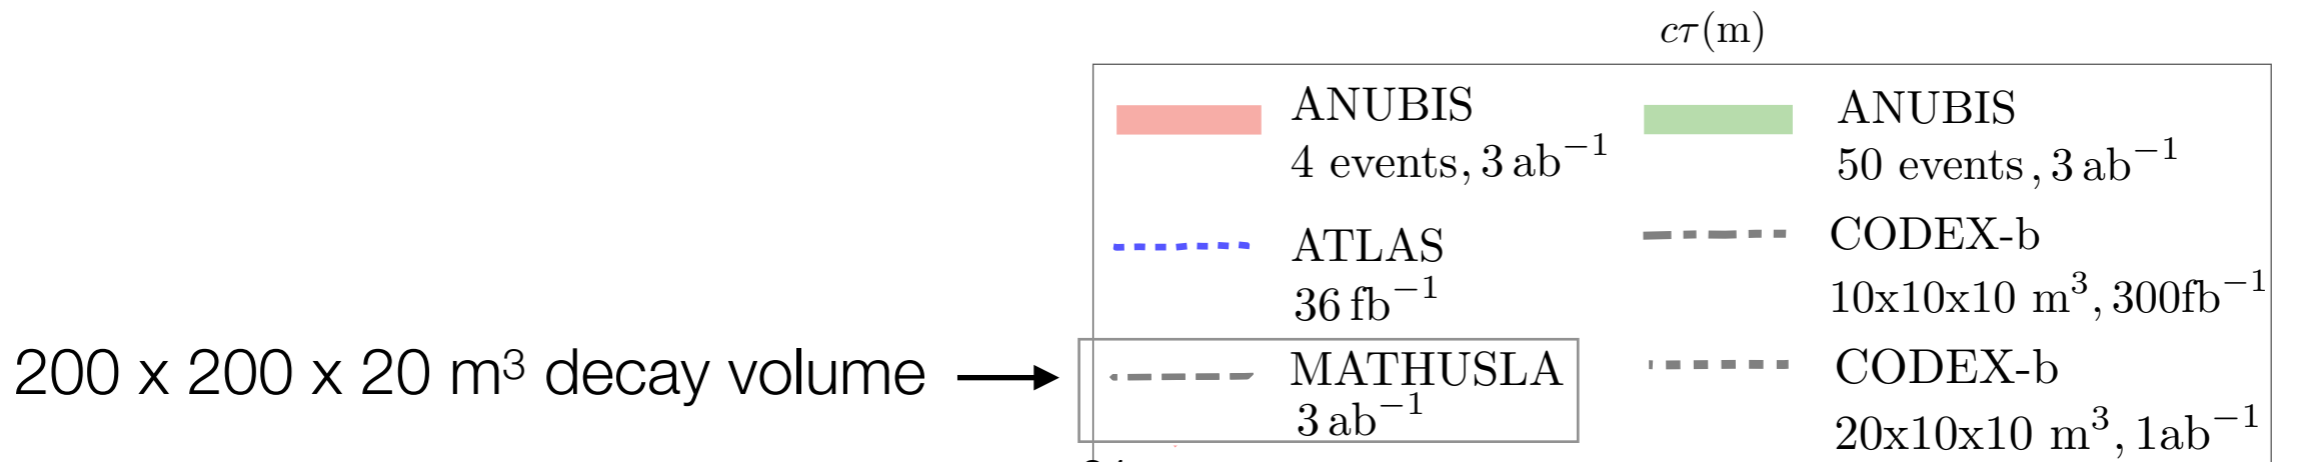 cτ(m)
ANUBIS
4 events, 3 ab⁻¹
ANUBIS
50 events, 3 ab⁻¹
ATLAS
36 fb⁻¹
CODEX-b
10x10x10 m³, 300fb⁻¹
200 x 200 x 20 m³ decay volume
MATHUSLA
3 ab⁻¹
CODEX-b
20x10x10 m³, 1ab⁻¹